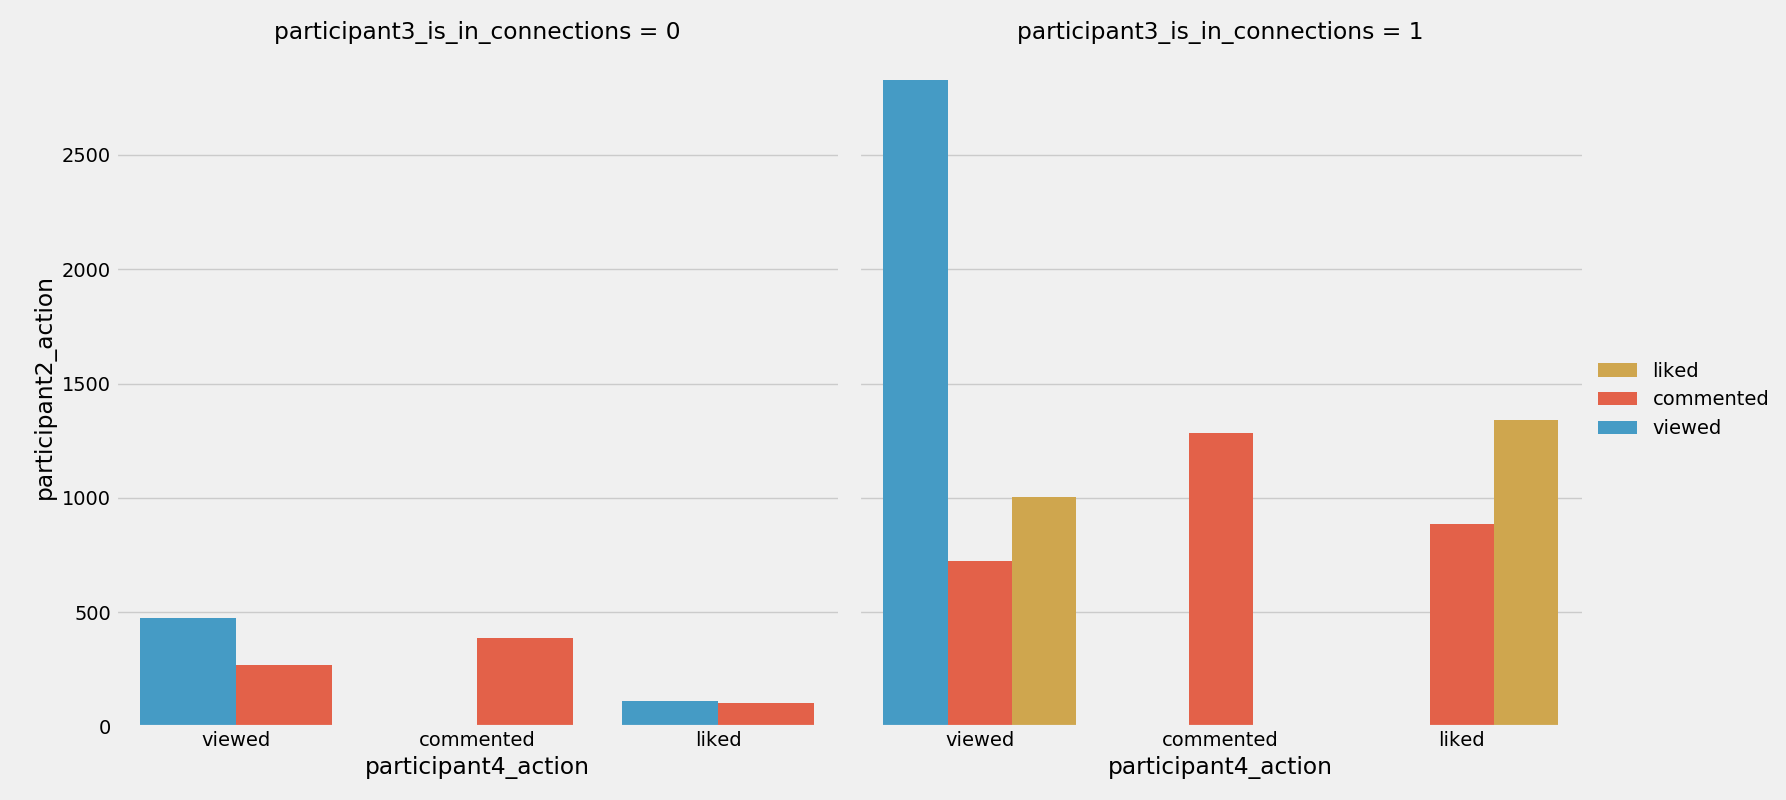 participant3_is_in_connections = 0
participant3_is_in_connections = 1
participant2_action
2500
2000
1500
1000
500
0
viewed
commented
liked
participant4_action
viewed
commented
liked
participant4_action
liked
commented
viewed